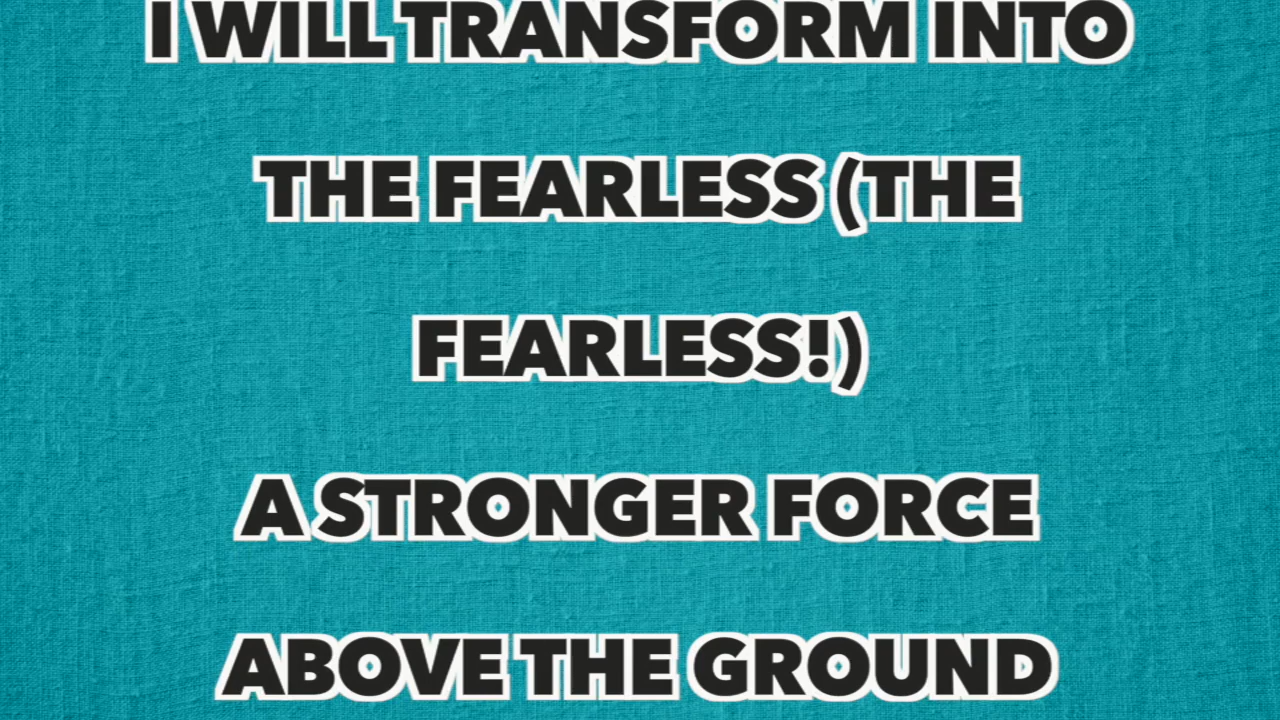 I WILL TRANSFORM INTO
THE FEARLESS (THE
FEARLESS!)
A STRONGER FORCE
ABOVE THE GROUND